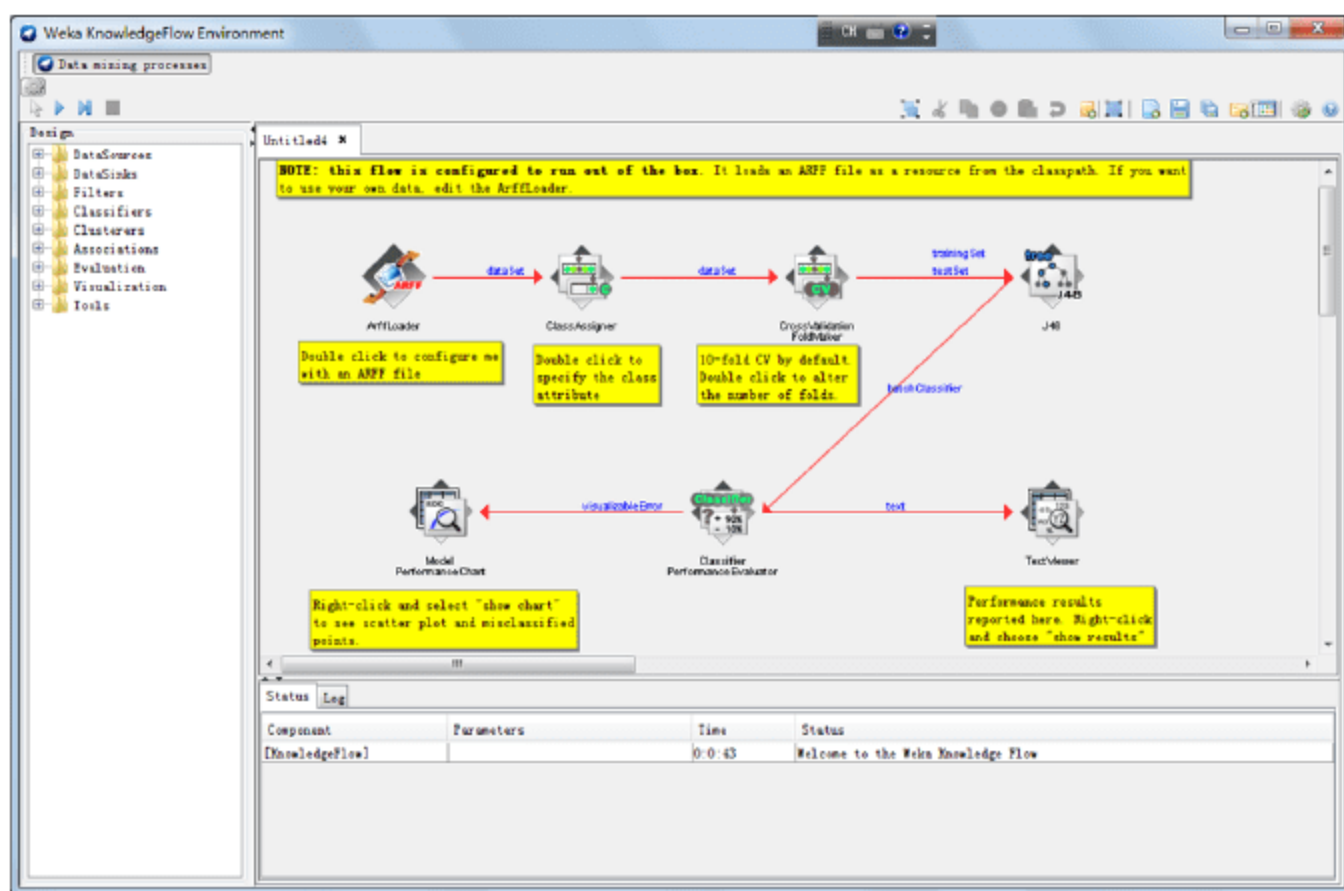 Weka KnowledgeFlow Environment
CH
Data mining processes
Design
Untitled4
DataSources
DataSinks
Filters
Classifiers
Clusterers
Associations
Evaluation
Visualization
Tools
NOTE: this flow is configured to run out of the box. It loads an ARFF file as a resource from the classpath. If you want
to use your own data, edit the ArffLoader.
dataSet
dataSet
trainingSet
testSet
ARFF
CV
J48
ArffLoader
ClassAssigner
CrossValidation
FoldMaker
J48
Double click to configure me
with an ARFF file
Double click to
specify the class
attribute
10-fold CV by default.
Double click to alter
the number of folds.
batchClassifier
visualizableError
Classifier
text
Model
PerformanceChart
Classifier
PerformanceEvaluator
TextViewer
Right-click and select "show chart"
to see scatter plot and misclassified
points.
Performance results
reported here. Right-click
and choose "show results"
Status
Log
Component
Parameters
Time
Status
[KnowledgeFlow]
0:0:43
Welcome to the Weka Knowledge Flow